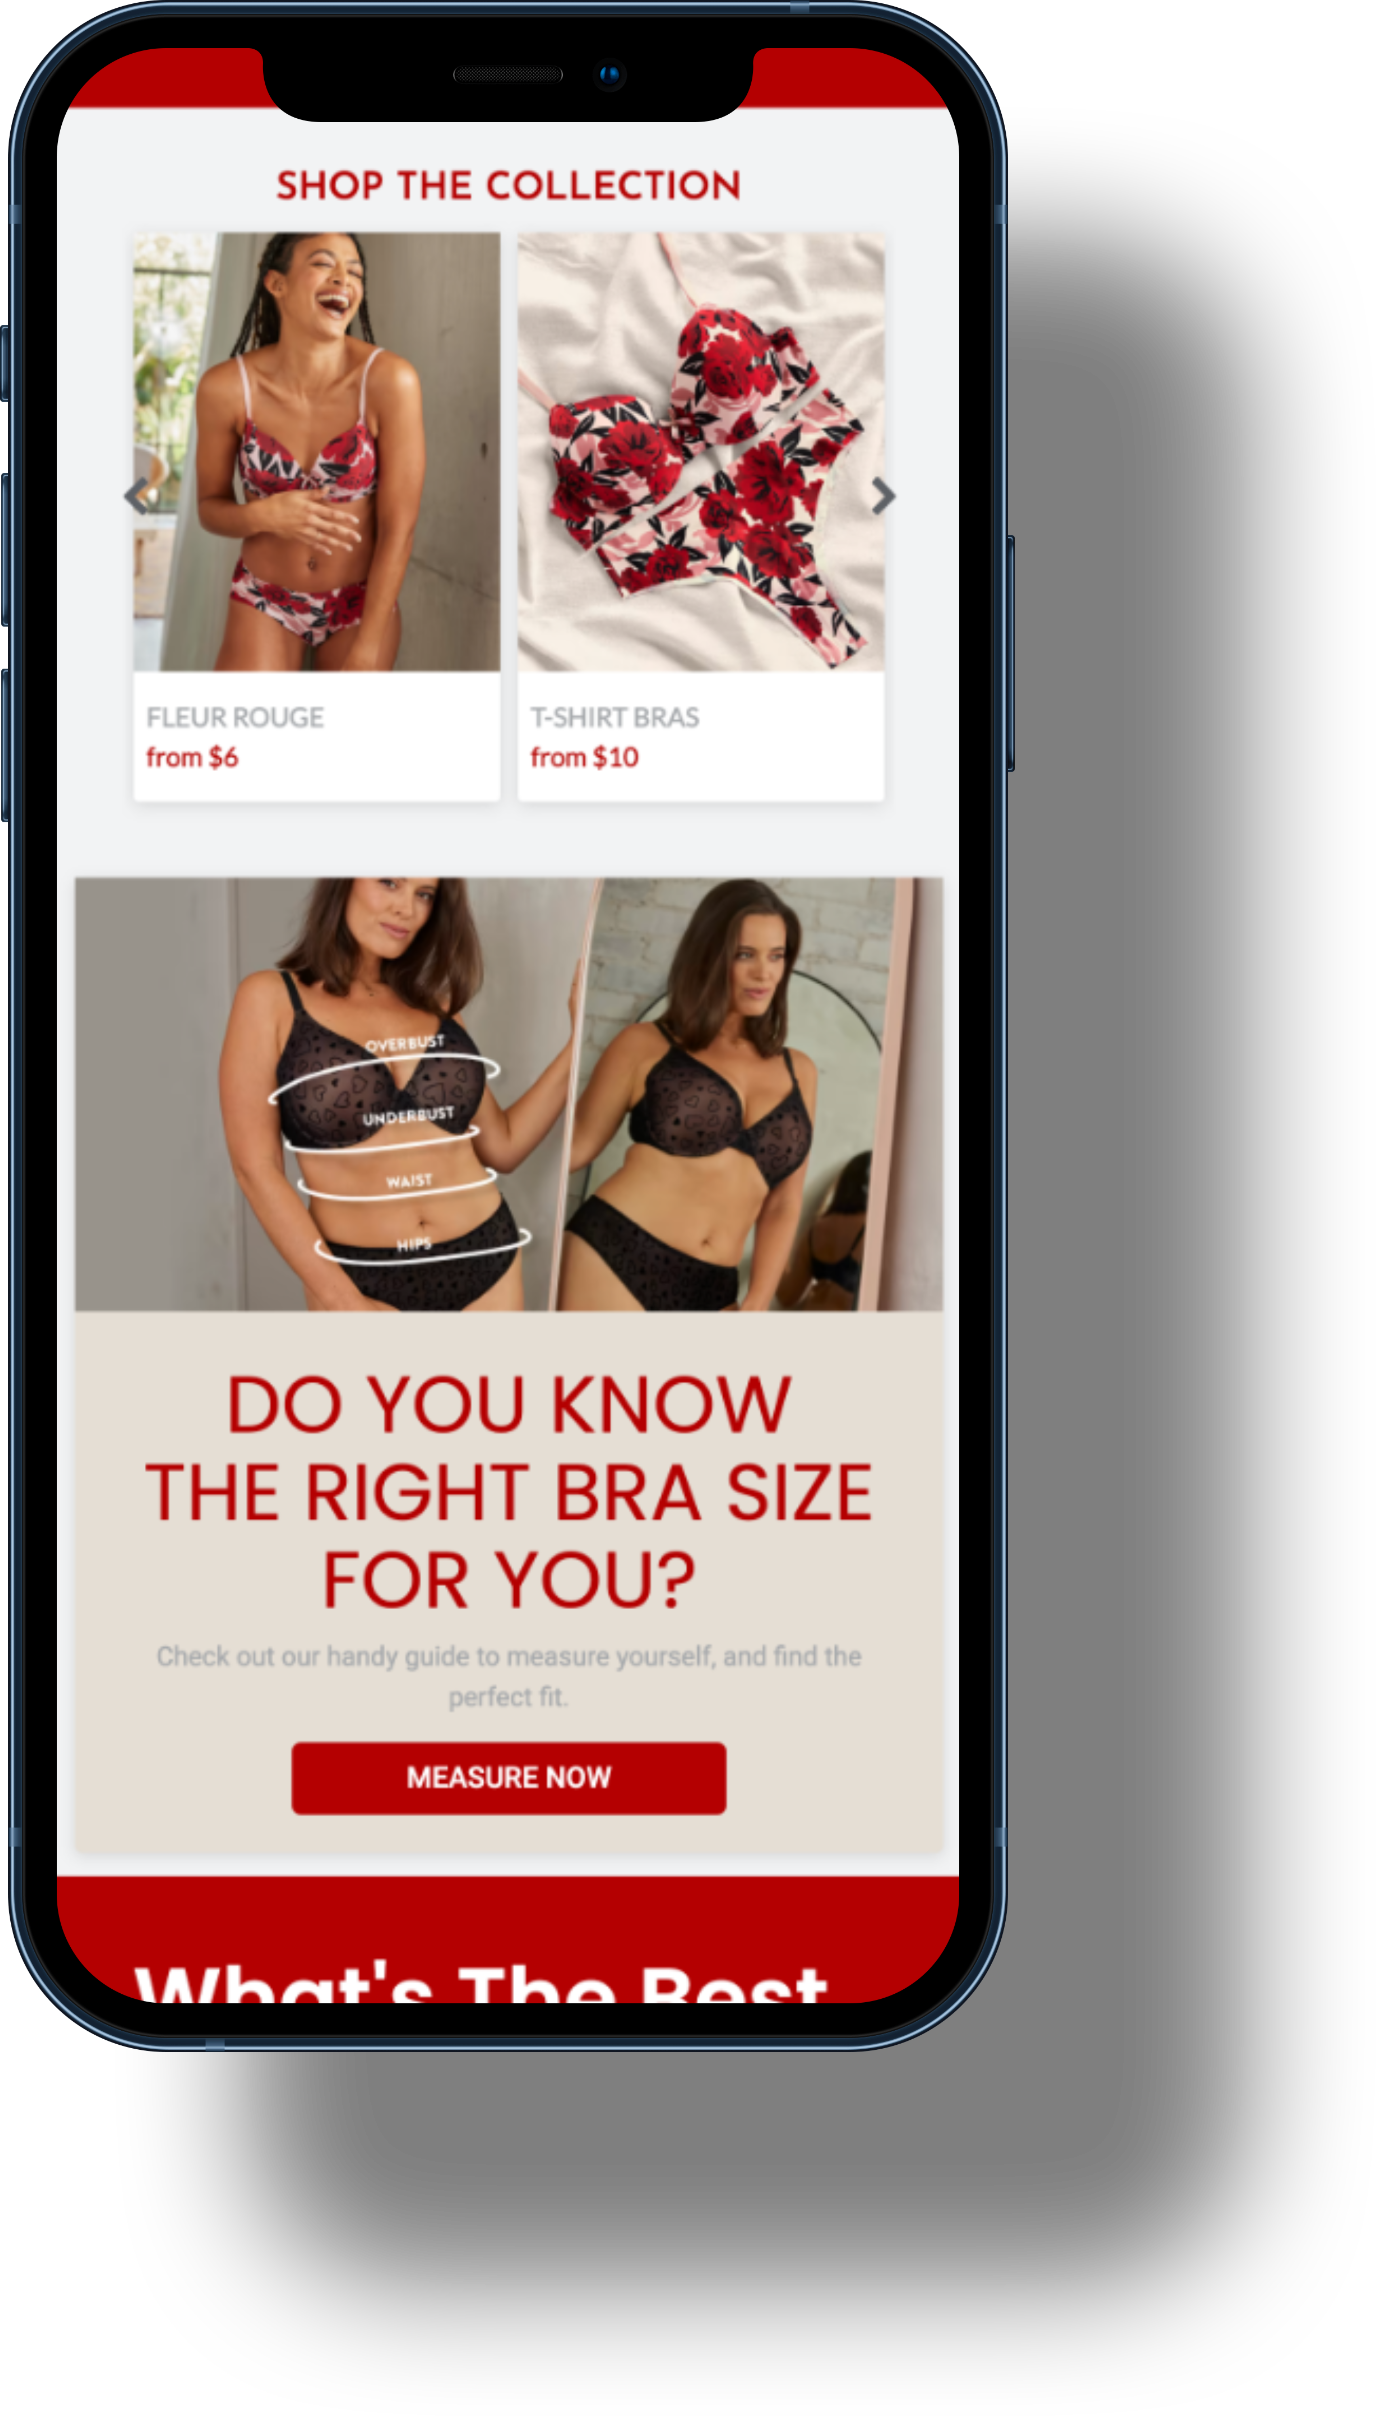 SHOP THE COLLECTION
FLEUR ROUGE
from $6
T-SHIRT BRAS
from $10
OVERBUST
UNDERBUST
WAIST
HIPS
DO YOU KNOW
THE RIGHT BRA SIZE
FOR YOU?
Check out our handy guide to measure yourself, and find the
perfect fit.
MEASURE NOW
What's The Best